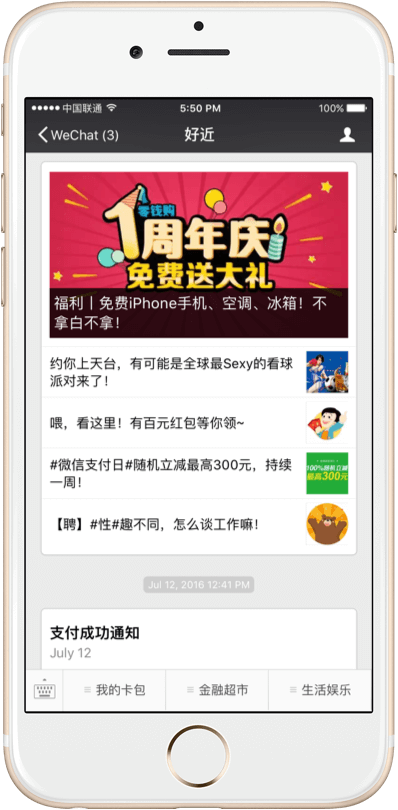 中国联通
5:50 PM
100%
WeChat (3)
好近
零钱购
1周年庆
免费送大礼
福利丨免费iPhone手机、空调、冰箱！不
拿白不拿！
约你上天台，有可能是全球最Sexy的看球
派对来了！
喂，看这里！有百元红包等你领~
#微信支付日#随机立减最高300元，持续
一周！
100%随机立减
最高300元
【聘】#性#趣不同，怎么谈工作嘛！
Jul 12, 2016 12:41 PM
支付成功通知
July 12
我的卡包
金融超市
生活娱乐